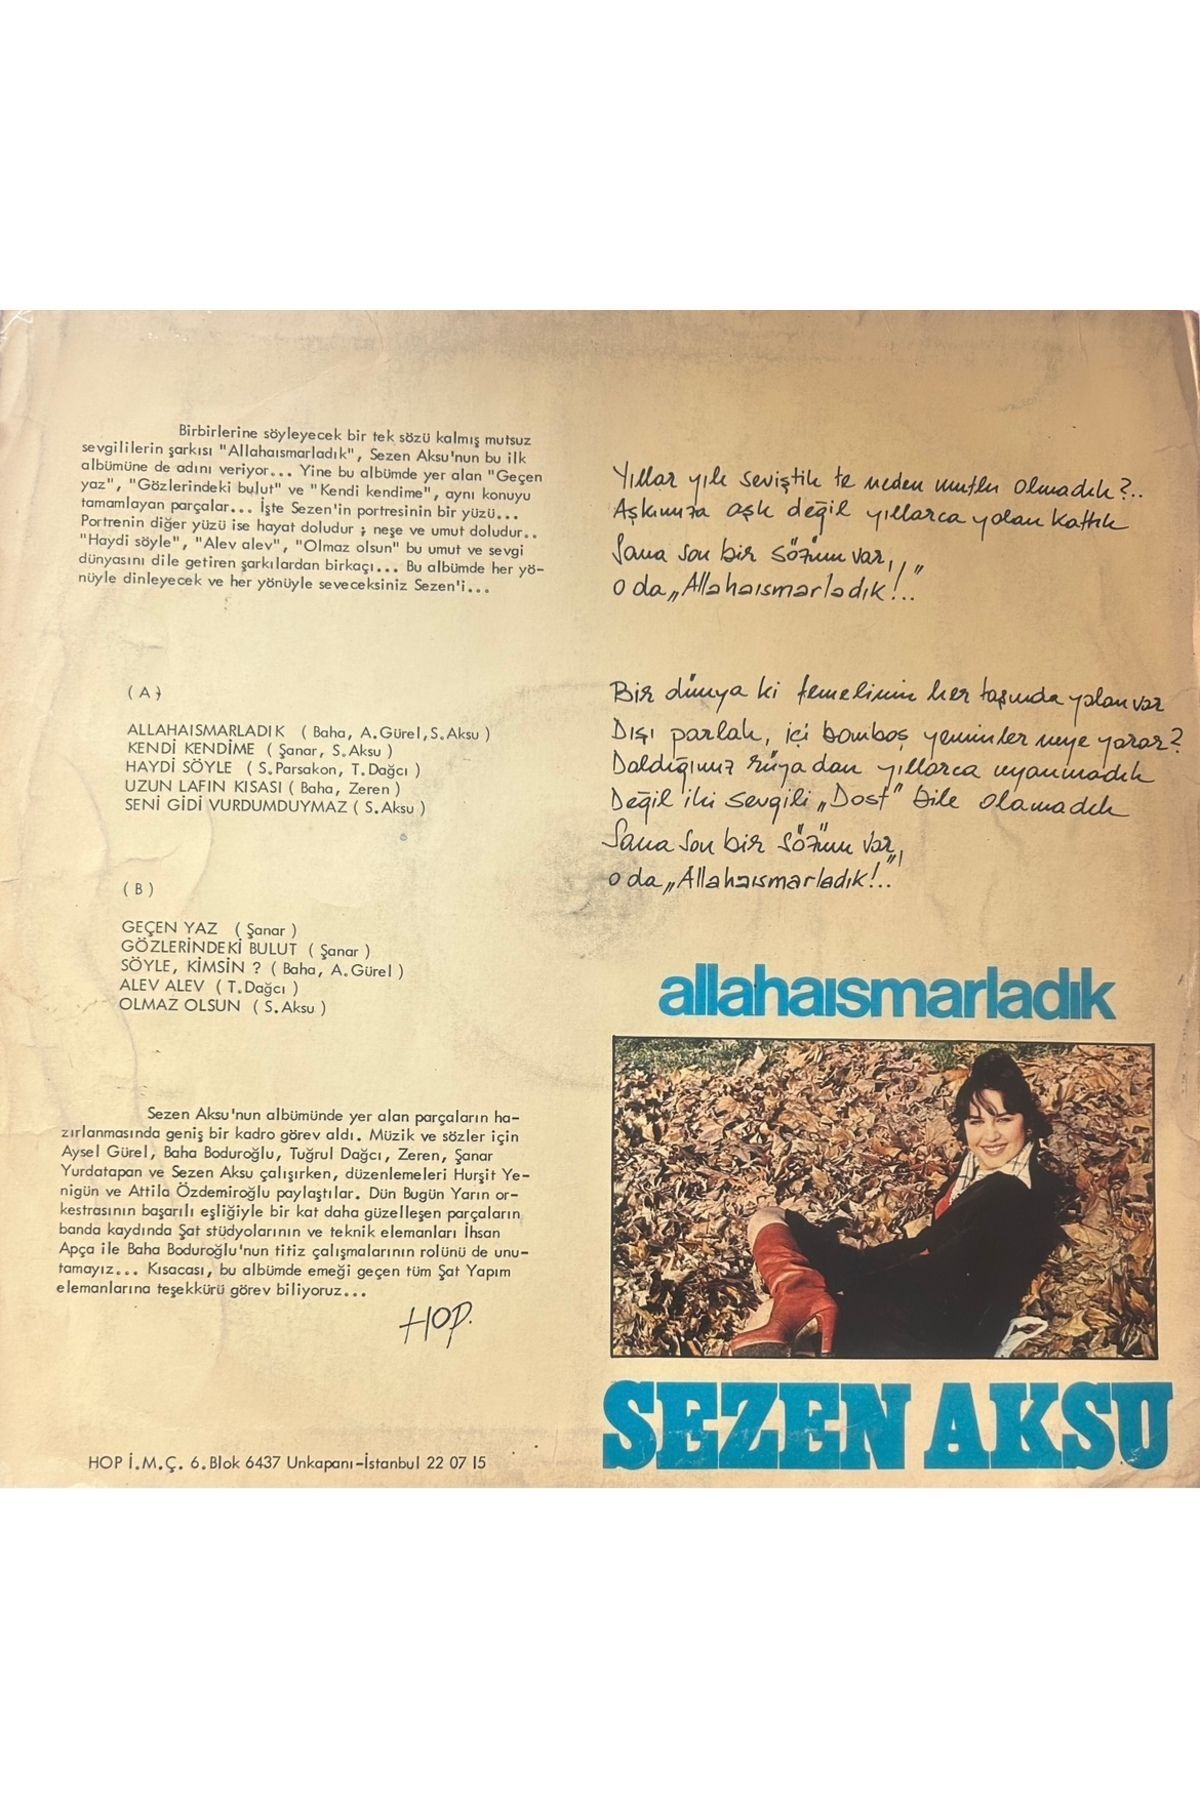 Birbirlerine söyleyecek bir tek sözü kalmış mutsuz
sevgililerin şarkısı "Allahaısmarladık", Sezen Aksu'nun bu ilk
albümüne de adını veriyor... Yine bu albümde yer alan "Geçen
yaz", "Gözlerindeki bulut" ve "Kendi kendime", aynı konuyu
tamamlayan parçalar... İşte Sezen'in portresinin bir yüzü...
Portrenin diğer yüzü ise hayat doludur ; neşe ve umut doludur..
"Haydi söyle", "Alev alev", "Olmaz olsun" bu umut ve sevgi
dünyasını dile getiren şarkılardan birkaçı... Bu albümde her yö-
nüyle dinleyecek ve her yönüyle seveceksiniz Sezen'i...
( A )
ALLAHAISMARLADIK ( Baha, A.Gürel,S.Aksu )
KENDİ KENDİME ( Şanar, S.Aksu )
HAYDİ SÖYLE ( S.Parsakon, T.Dağcı )
UZUN LAFIN KISASI ( Baha, Zeren )
SENİ GİDİ VURDUMDUYMAZ ( S.Aksu )
( B )
GEÇEN YAZ ( Şanar )
GÖZLERİNDEKİ BULUT ( Şanar )
SÖYLE, KİMSİN ? ( Baha, A.Gürel )
ALEV ALEV ( T.Dağcı )
OLMAZ OLSUN ( S.Aksu )
Sezen Aksu'nun albümünde yer alan parçaların ha-
zırlanmasında geniş bir kadro görev aldı. Müzik ve sözler için
Aysel Gürel, Baha Boduroğlu, Tuğrul Dağcı, Zeren, Şanar
Yurdatapan ve Sezen Aksu çalışırken, düzenlemeleri Hurşit Ye-
nigün ve Attila Özdemiroğlu paylaştılar. Dün Bugün Yarın or-
kestrasının başarılı eşliğiyle bir kat daha güzelleşen parçaların
banda kaydında Şat stüdyolarının ve teknik elemanları İhsan
Apça ile Baha Boduroğlu'nun titiz çalışmalarının rolünü de unu-
tamayız... Kısacası, bu albümde emeği geçen tüm Şat Yapım
elemanlarına teşekkürü görev biliyoruz...
HOP.
HOP İ.M.Ç. 6.Blok 6437 Unkapanı-İstanbul 22 07 15
Yıllar yılı seviştik te neden mutlu olmadık?..
Aşkımıza aşk değil yıllarca yalan kattık
Sana son bir sözüm var,
o da „Allahaısmarladık!..”
Bir dünya ki temelinin her taşında yalan var
Dışı parlak, içi bomboş yeminler neye yarar?
Daldığımız rüyadan yıllarca uyanmadık
Değil iki sevgili „Dost” bile olamadık
Sana son bir sözüm var,
o da „Allahaısmarladık!..”
allahaısmarladık
SEZEN AKSU